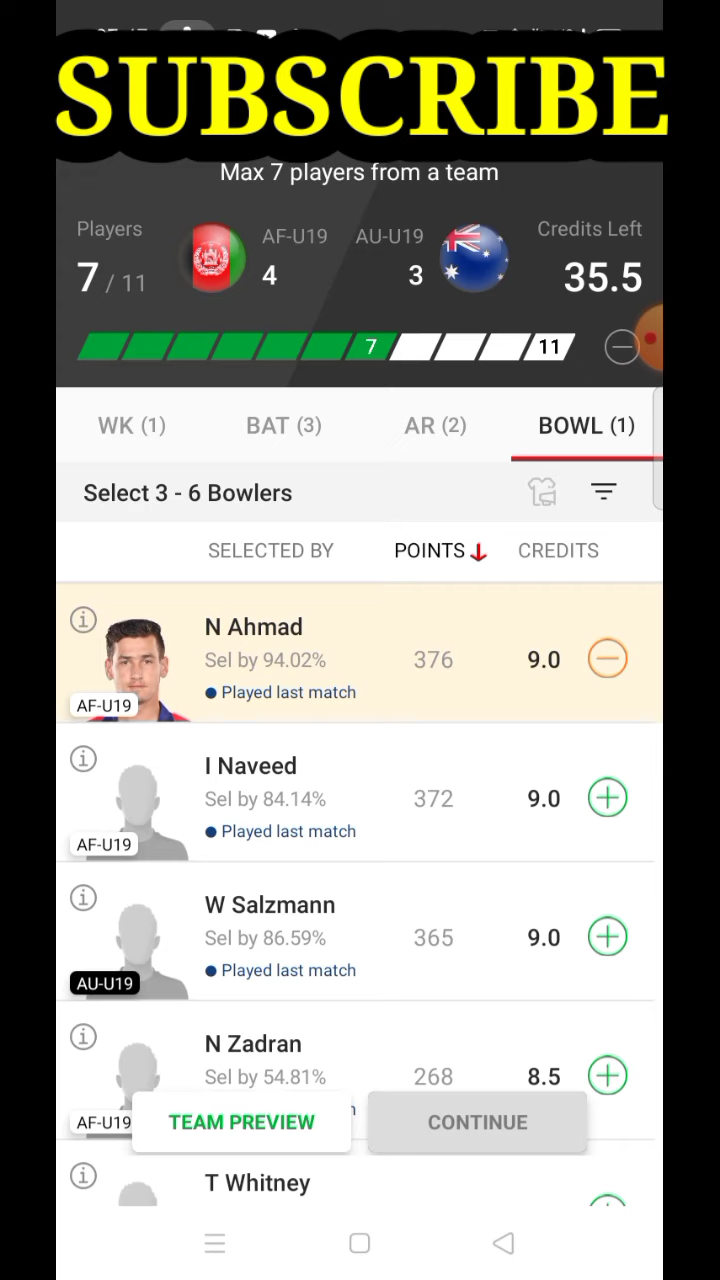 SUBSCRIBE
Max 7 players from a team
Players AF-U19 AU-U19 Credits Left
7 / 11 4 3 35.5
7 11
WK (1) BAT (3) AR (2) BOWL (1)
Select 3 - 6 Bowlers
SELECTED BY POINTS CREDITS
N Ahmad
Sel by 94.02% 376 9.0
Played last match
AF-U19
I Naveed
Sel by 84.14% 372 9.0
Played last match
AF-U19
W Salzmann
Sel by 86.59% 365 9.0
Played last match
AU-U19
N Zadran
Sel by 54.81% 268 8.5
AF-U19
TEAM PREVIEW CONTINUE
T Whitney